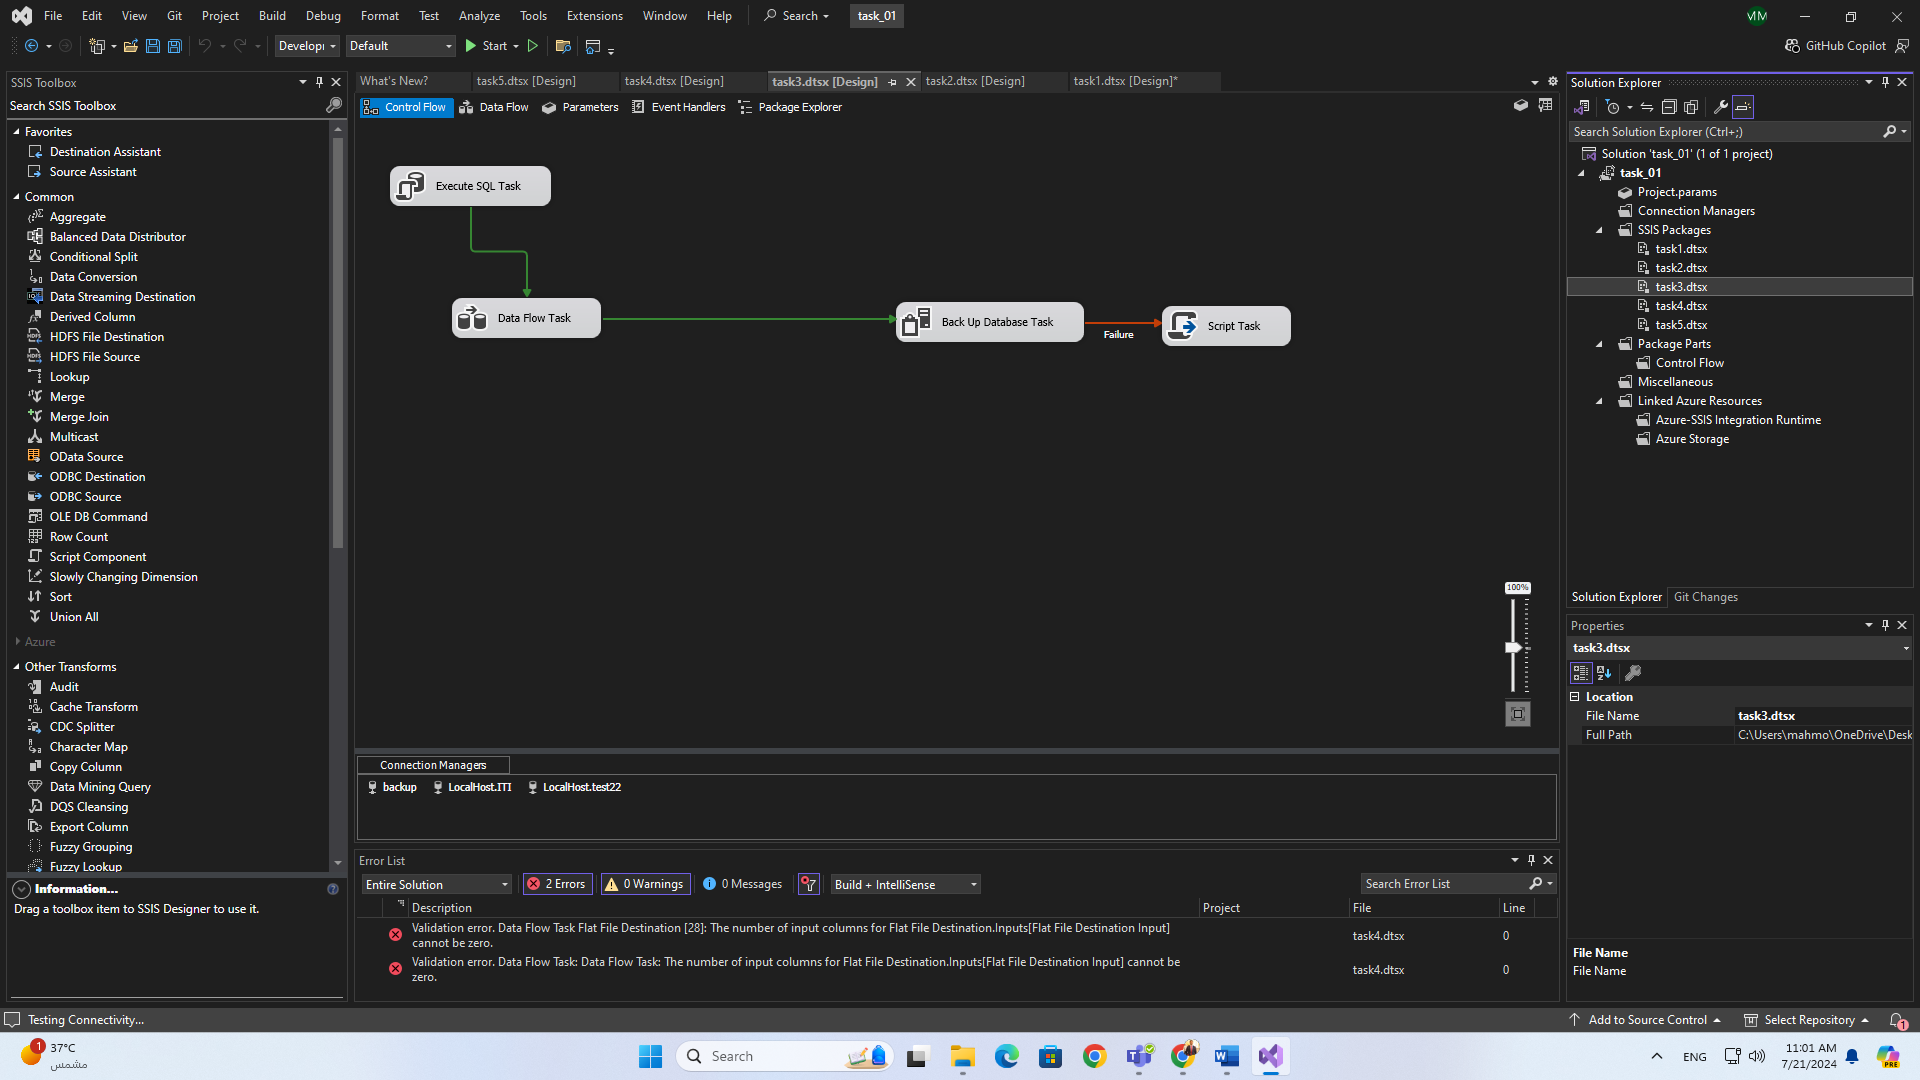 File Edit View Git Project Build Debug Format Test Analyze Tools Extensions Window Help Search task_01
Developı Default Start GitHub Copilot
SSIS Toolbox
Search SSIS Toolbox
Favorites
Destination Assistant
Source Assistant
Common
Aggregate
Balanced Data Distributor
Conditional Split
Data Conversion
Data Streaming Destination
Derived Column
HDFS File Destination
HDFS File Source
Lookup
Merge
Merge Join
Multicast
OData Source
ODBC Destination
ODBC Source
OLE DB Command
Row Count
Script Component
Slowly Changing Dimension
Sort
Union All
Azure
Other Transforms
Audit
Cache Transform
CDC Splitter
Character Map
Copy Column
Data Mining Query
DQS Cleansing
Export Column
Fuzzy Grouping
Fuzzy Lookup
Information...
Drag a toolbox item to SSIS Designer to use it.
What's New? task5.dtsx [Design] task4.dtsx [Design] task3.dtsx [Design] task2.dtsx [Design] task1.dtsx [Design]*
Control Flow Data Flow Parameters Event Handlers Package Explorer
Execute SQL Task
Data Flow Task
Back Up Database Task
Failure
Script Task
100%
Connection Managers
backup LocalHost.ITI LocalHost.test22
Error List
Entire Solution 2 Errors 0 Warnings 0 Messages Build + IntelliSense Search Error List
Description Project File Line
Validation error. Data Flow Task Flat File Destination [28]: The number of input columns for Flat File Destination.Inputs[Flat File Destination Input]
cannot be zero.
task4.dtsx 0
Validation error. Data Flow Task: Data Flow Task: The number of input columns for Flat File Destination.Inputs[Flat File Destination Input] cannot be
zero.
task4.dtsx 0
Solution Explorer
Search Solution Explorer (Ctrl+;)
Solution 'task_01' (1 of 1 project)
task_01
Project.params
Connection Managers
SSIS Packages
task1.dtsx
task2.dtsx
task3.dtsx
task4.dtsx
task5.dtsx
Package Parts
Control Flow
Miscellaneous
Linked Azure Resources
Azure-SSIS Integration Runtime
Azure Storage
Solution Explorer Git Changes
Properties
task3.dtsx
Location
File Name task3.dtsx
Full Path C:\Users\mahmo\OneDrive\Desk
File Name
File Name
Testing Connectivity... Add to Source Control Select Repository 1
1 37°C
مشمس
Search
ENG
11:01 AM
7/21/2024
PRE